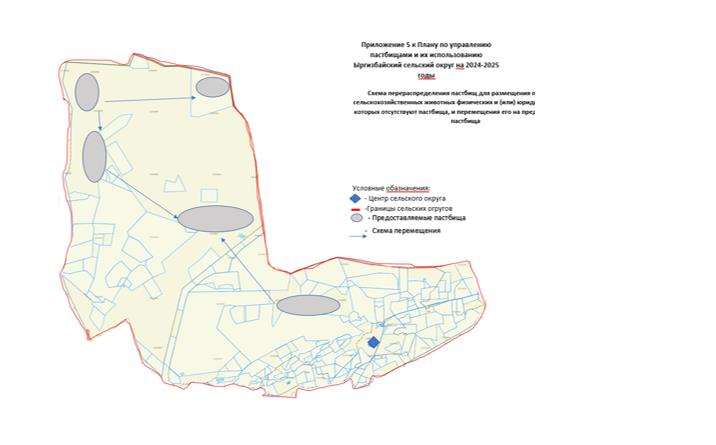 Приложение 5 к Плану по управлению
пастбищами и их использованию
Ыргизбайский сельский округ на 2024-2025
годы
Схема перераспределения пастбищ для размещения п
сельскохозяйственных животных физических и (или) юриди
которых отсутствуют пастбища, и перемещения его на пред
пастбища
Условные обазначения:
- Центр сельского округа
-Границы сельских округов
- Предоставляемые пастбища
Схема перемещения